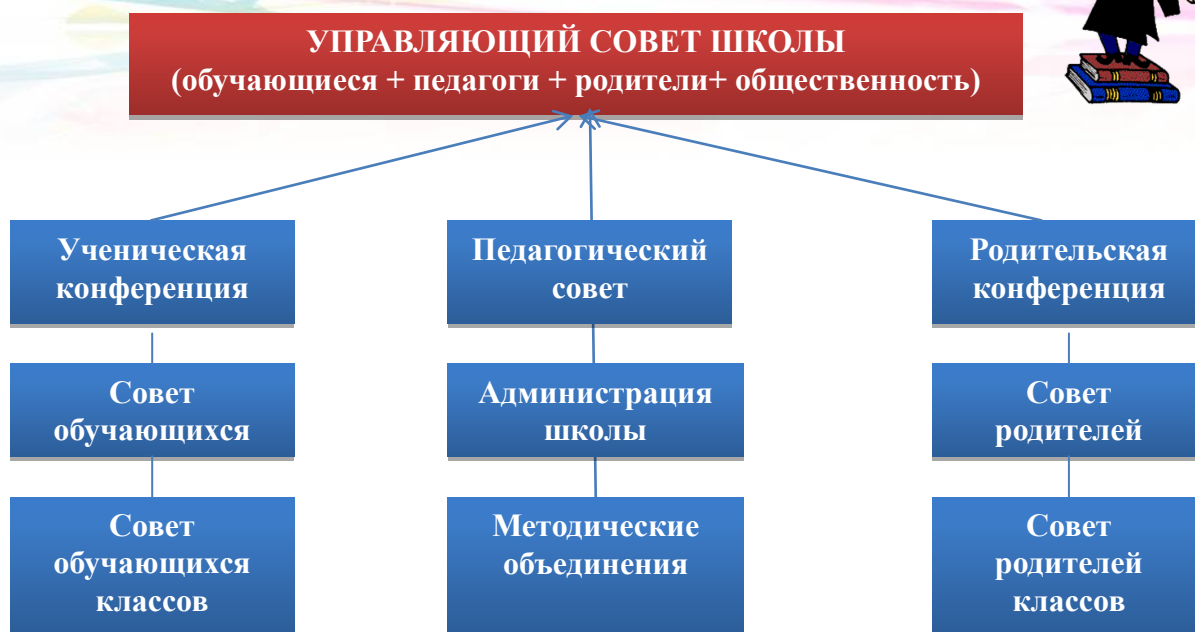 УПРАВЛЯЮЩИЙ СОВЕТ ШКОЛЫ
(обучающиеся + педагоги + родители+ общественность)
Ученическая
конференция
Педагогический
совет
Родительская
конференция
Совет
обучающихся
Администрация
школы
Совет
родителей
Совет
обучающихся
классов
Методические
объединения
Совет
родителей
классов